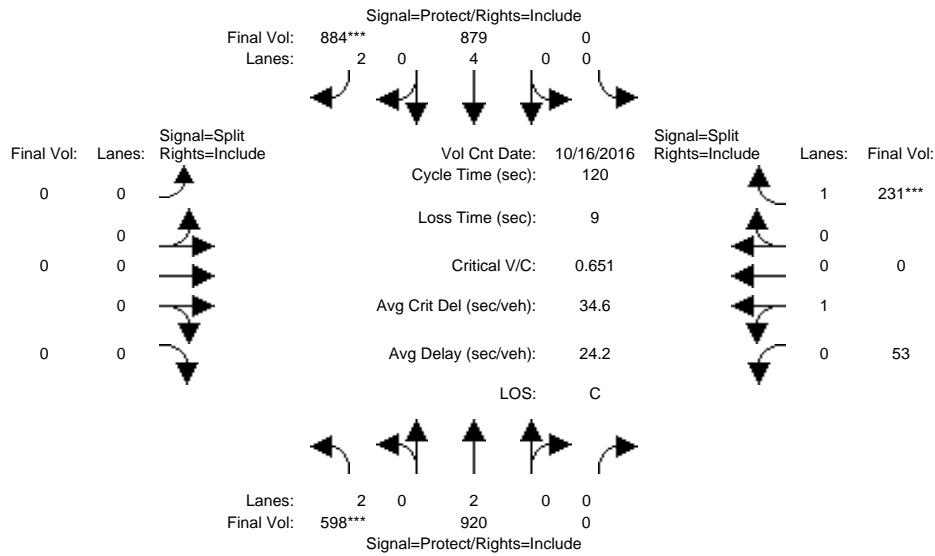 Signal=Protect/Rights=Include
Final Vol: 884*** 879 0
Lanes: 2 0 4 0 0
Signal=Split Signal=Split
Final Vol: Lanes: Rights=Include Vol Cnt Date: 10/16/2016 Rights=Include Lanes: Final Vol:
Cycle Time (sec): 120
0 0 1 231***
Loss Time (sec): 9
0 0
0 0 Critical V/C: 0.651 0 0
0 Avg Crit Del (sec/veh): 34.6 1
0 0 Avg Delay (sec/veh): 24.2 0 53
LOS: C
Lanes: 2 0 2 0 0
Final Vol: 598*** 920 0
Signal=Protect/Rights=Include